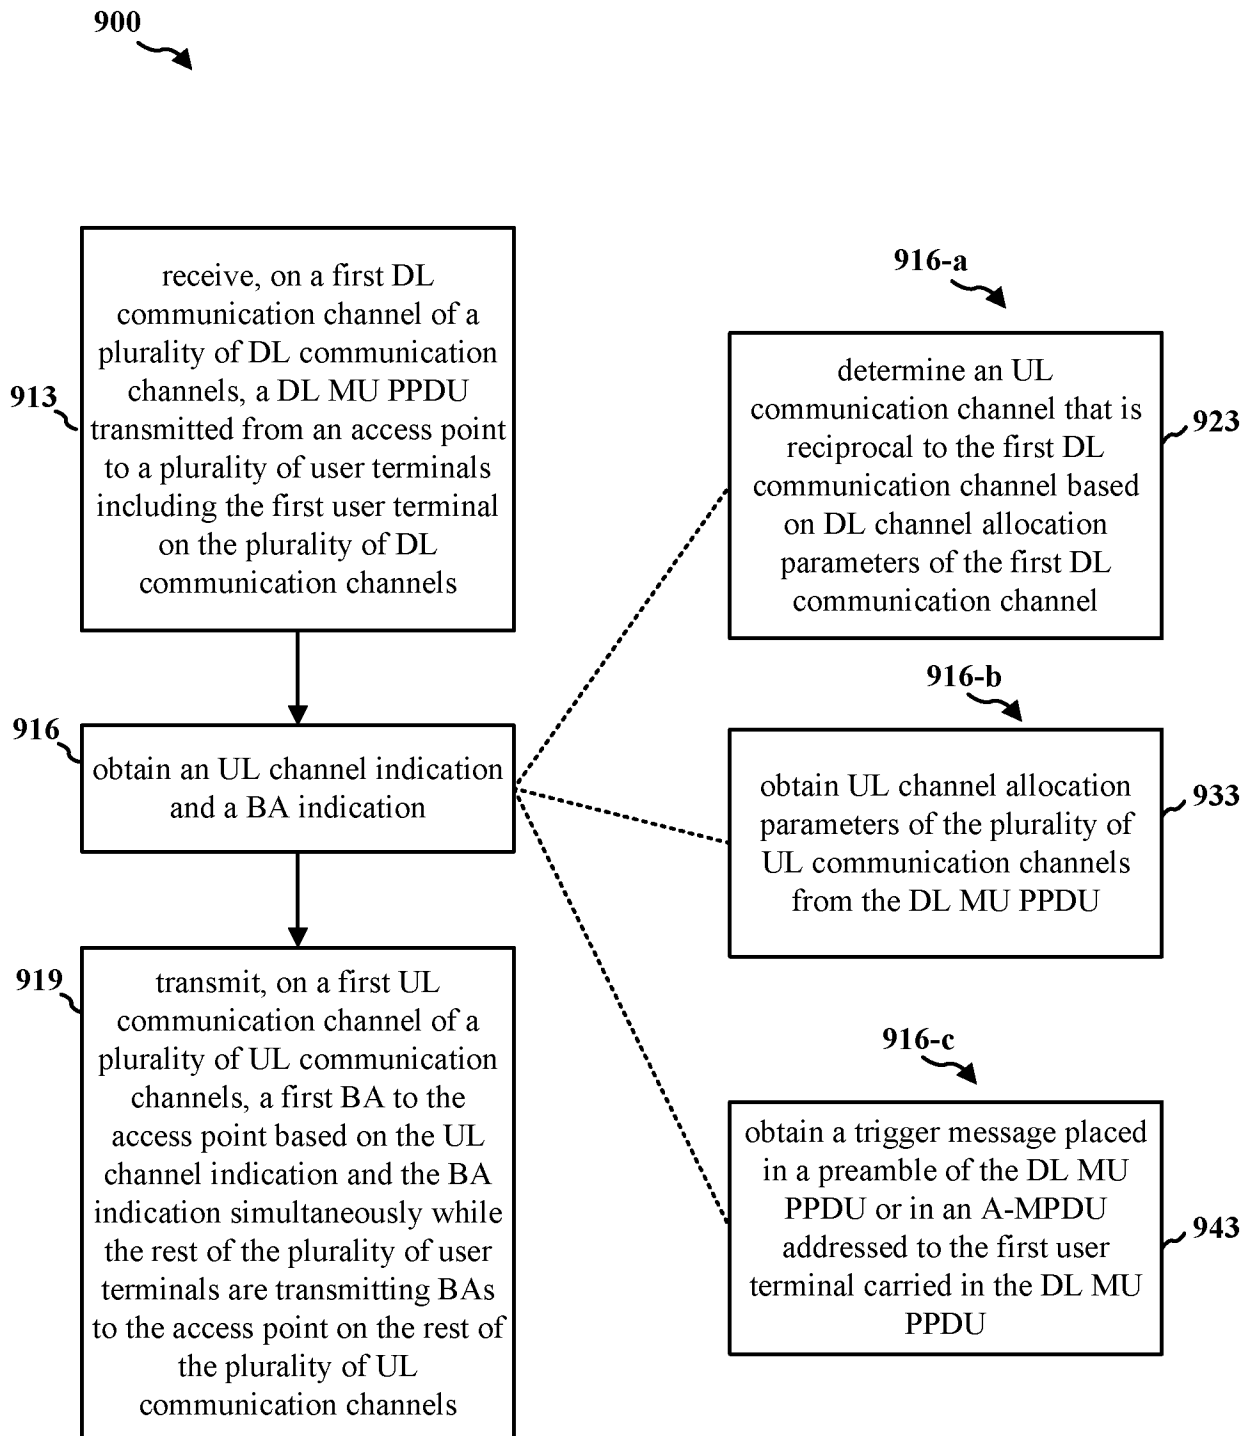 900
913
receive, on a first DL
communication channel of a
plurality of DL communication
channels, a DL MU PPDU
transmitted from an access point
to a plurality of user terminals
including the first user terminal
on the plurality of DL
communication channels
916
obtain an UL channel indication
and a BA indication
919
transmit, on a first UL
communication channel of a
plurality of UL communication
channels, a first BA to the
access point based on the UL
channel indication and the BA
indication simultaneously while
the rest of the plurality of user
terminals are transmitting BAs
to the access point on the rest of
the plurality of UL
communication channels
916-a
determine an UL
communication channel that is
reciprocal to the first DL
communication channel based
on DL channel allocation
parameters of the first DL
communication channel
923
916-b
obtain UL channel allocation
parameters of the plurality of
UL communication channels
from the DL MU PPDU
933
916-c
obtain a trigger message placed
in a preamble of the DL MU
PPDU or in an A-MPDU
addressed to the first user
terminal carried in the DL MU
PPDU
943